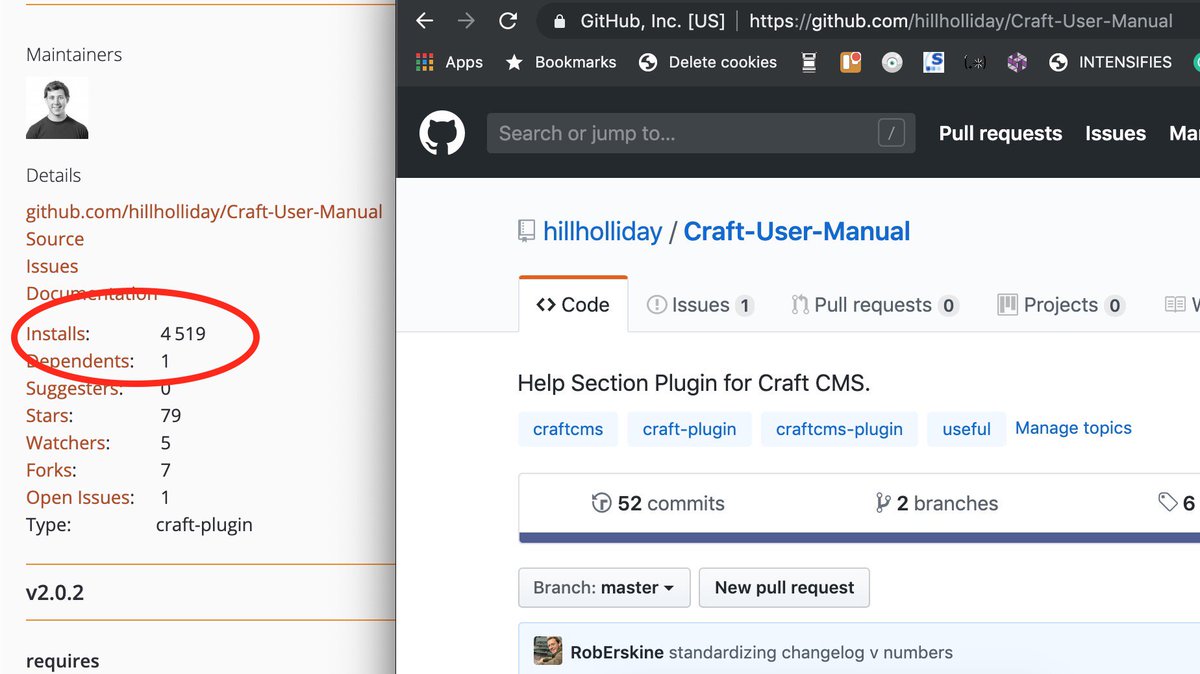 Maintainers
Details
github.com/hillholliday/Craft-User-Manual
Source
Issues
Documentation
Installs: 4 519
Dependents: 1
Suggesters: 0
Stars: 79
Watchers: 5
Forks: 7
Open Issues: 1
Type: craft-plugin
v2.0.2
requires
GitHub, Inc. [US] | https://github.com/hillholliday/Craft-User-Manual
Apps Bookmarks Delete cookies INTENSIFIES
Search or jump to... / Pull requests Issues Mar
hillholliday / Craft-User-Manual
<> Code Issues 1 Pull requests 0 Projects 0 W
Help Section Plugin for Craft CMS.
craftcms craft-plugin craftcms-plugin useful Manage topics
52 commits 2 branches 6
Branch: master New pull request
RobErskine standardizing changelog v numbers